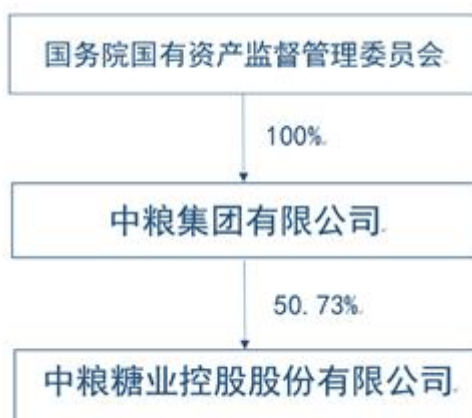 国务院国有资产监督管理委员会
100%
中粮集团有限公司
50.73%
中粮糖业控股股份有限公司